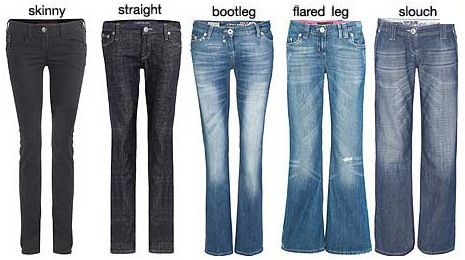 skinny
straight
bootleg
flared leg
slouch